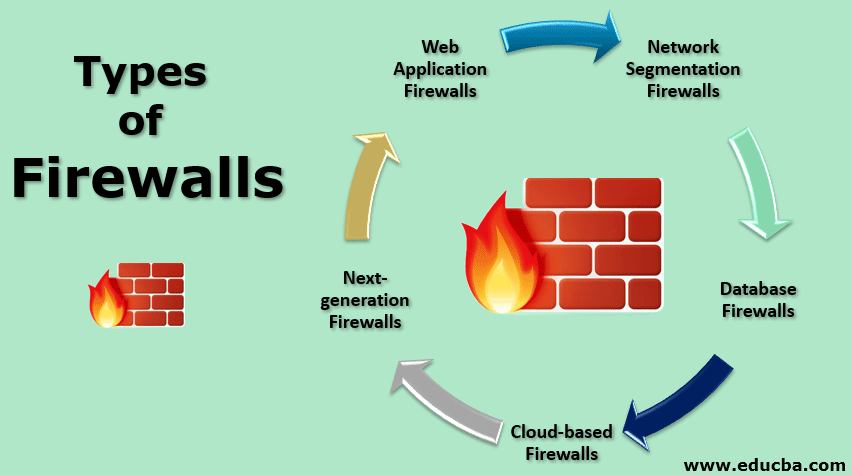 Types
of
Firewalls
Web
Application
Firewalls
Network
Segmentation
Firewalls
Database
Firewalls
Cloud-based
Firewalls
Next-
generation
Firewalls
www.educba.com